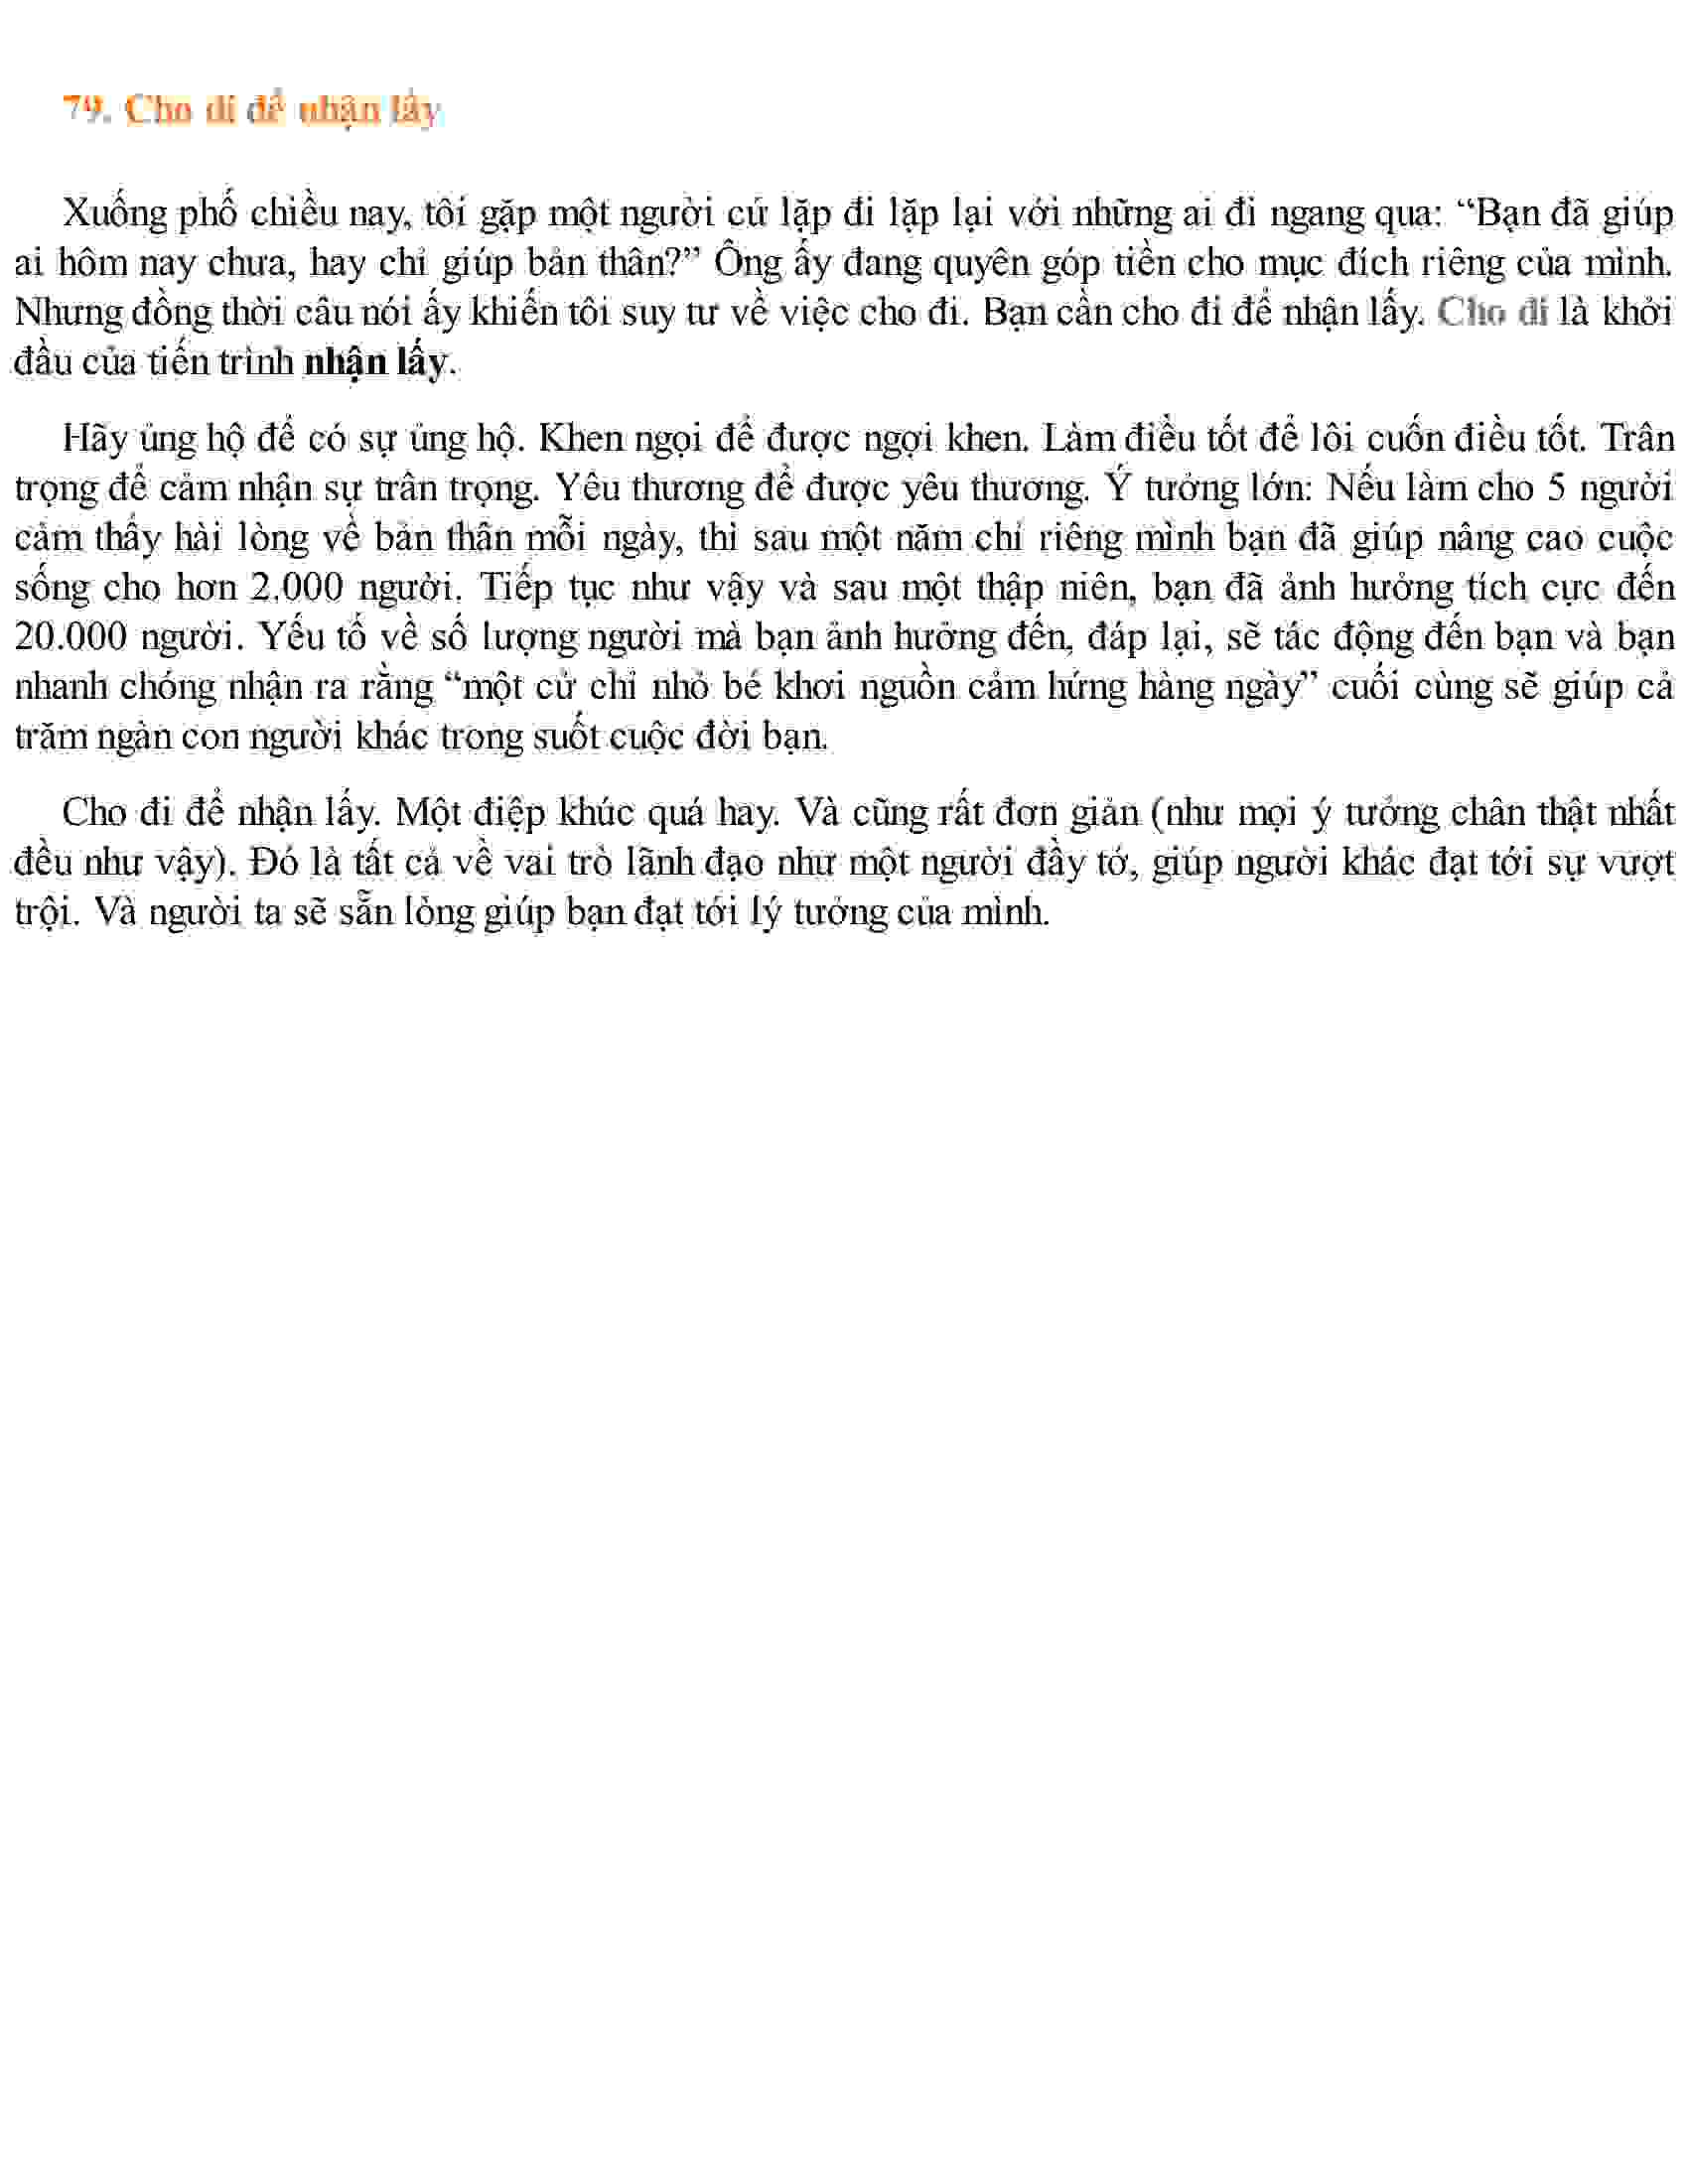 79. Cho đi để nhận lấy
Xuống phố chiều nay, tôi gặp một người cứ lặp đi lặp lại với những ai đi ngang qua: “Bạn đã giúp
ai hôm nay chưa, hay chỉ giúp bản thân?” Ông ấy đang quyên góp tiền cho mục đích riêng của mình.
Nhưng đồng thời câu nói ấy khiến tôi suy tư về việc cho đi. Bạn cần cho đi để nhận lấy. Cho đi là khởi
đầu của tiến trình nhận lấy.
Hãy ủng hộ để có sự ủng hộ. Khen ngợi để được ngợi khen. Làm điều tốt để lôi cuốn điều tốt. Trân
trọng để cảm nhận sự trân trọng. Yêu thương để được yêu thương. Ý tưởng lớn: Nếu làm cho 5 người
cảm thấy hài lòng về bản thân mỗi ngày, thì sau một năm chỉ riêng mình bạn đã giúp nâng cao cuộc
sống cho hơn 2.000 người. Tiếp tục như vậy và sau một thập niên, bạn đã ảnh hưởng tích cực đến
20.000 người. Yếu tố về số lượng người mà bạn ảnh hưởng đến, đáp lại, sẽ tác động đến bạn và bạn
nhanh chóng nhận ra rằng “một cử chỉ nhỏ bé khơi nguồn cảm hứng hàng ngày” cuối cùng sẽ giúp cả
trăm ngàn con người khác trong suốt cuộc đời bạn.
Cho đi để nhận lấy. Một điệp khúc quá hay. Và cũng rất đơn giản (như mọi ý tưởng chân thật nhất
đều như vậy). Đó là tất cả về vai trò lãnh đạo như một người đầy tớ, giúp người khác đạt tới sự vượt
trội. Và người ta sẽ sẵn lòng giúp bạn đạt tới lý tưởng của mình.